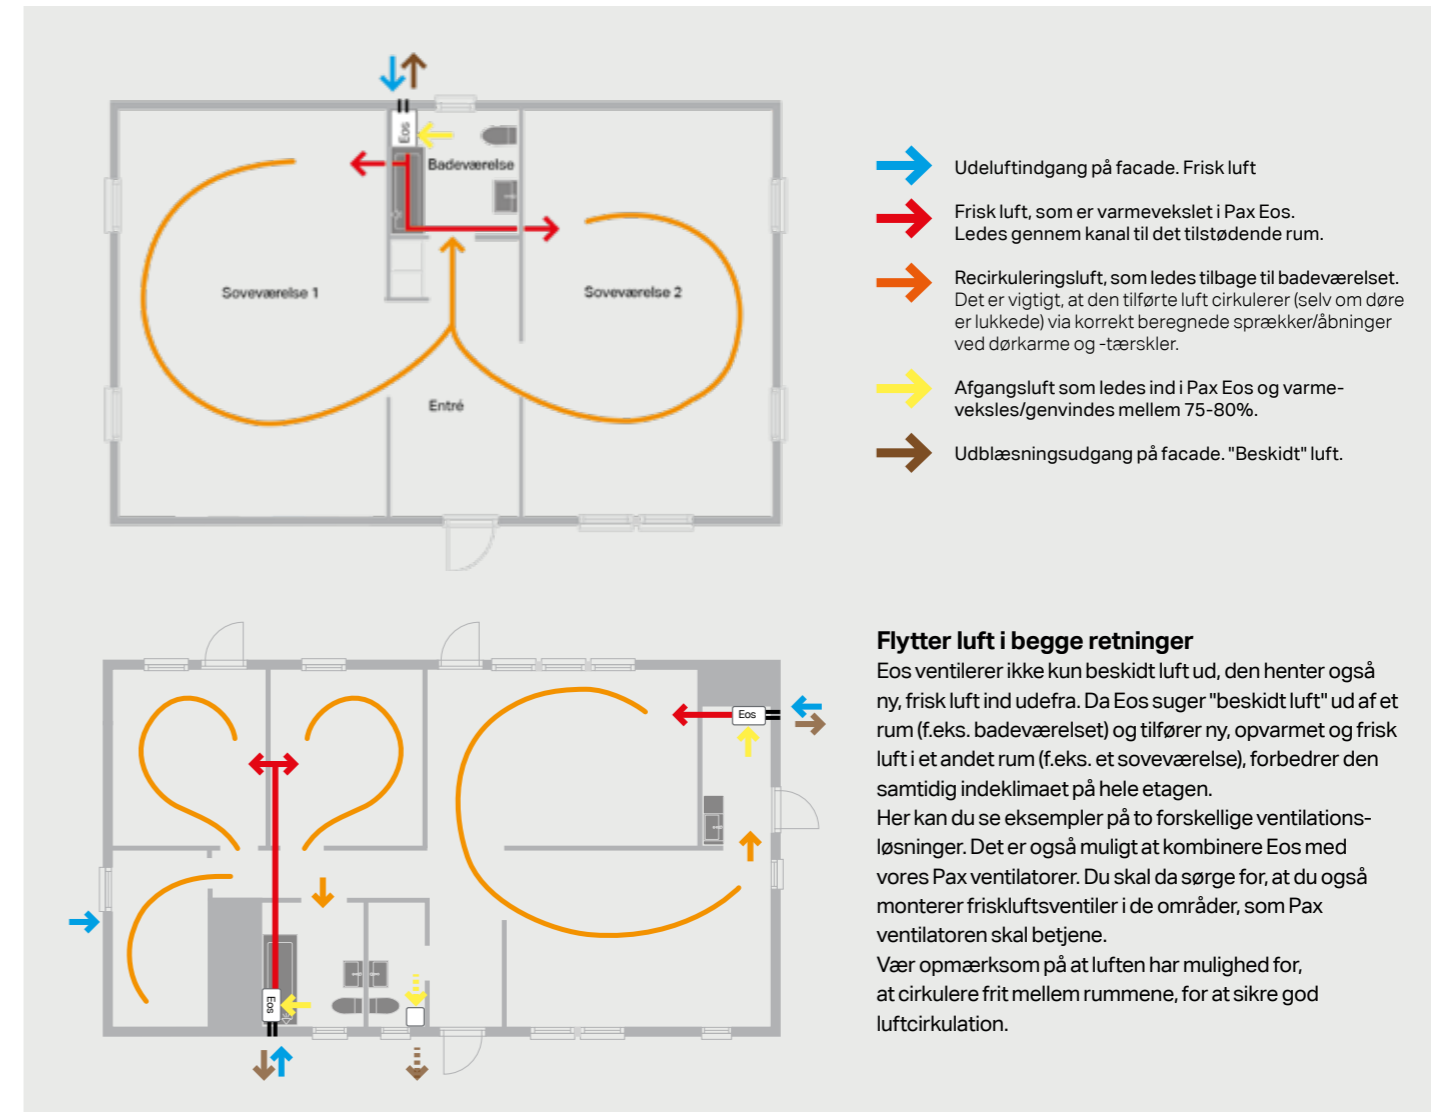 Eos
Badeværelse
Soveværelse 1
Soveværelse 2
Entré
Udeluftindgang på facade. Frisk luft
Frisk luft, som er varmevekslet i Pax Eos.
Ledes gennem kanal til det tilstødende rum.
Recirkuleringsluft, som ledes tilbage til badeværelset.
Det er vigtigt, at den tilførte luft cirkulerer (selv om døre
er lukkede) via korrekt beregnede sprækker/åbninger
ved dørkarme og -tærskler.
Afgangsluft som ledes ind i Pax Eos og varme-
veksles/genvindes mellem 75-80%.
Udblæsningsudgang på facade. "Beskidt" luft.
Eos
Eos
Flytter luft i begge retninger
Eos ventilerer ikke kun beskidt luft ud, den henter også
ny, frisk luft ind udefra. Da Eos suger "beskidt luft" ud af et
rum (f.eks. badeværelset) og tilfører ny, opvarmet og frisk
luft i et andet rum (f.eks. et soveværelse), forbedrer den
samtidig indeklimaet på hele etagen.
Her kan du se eksempler på to forskellige ventilations-
løsninger. Det er også muligt at kombinere Eos med
vores Pax ventilatorer. Du skal da sørge for, at du også
monterer friskluftsventiler i de områder, som Pax
ventilatoren skal betjene.
Vær opmærksom på at luften har mulighed for,
at cirkulere frit mellem rummene, for at sikre god
luftcirkulation.